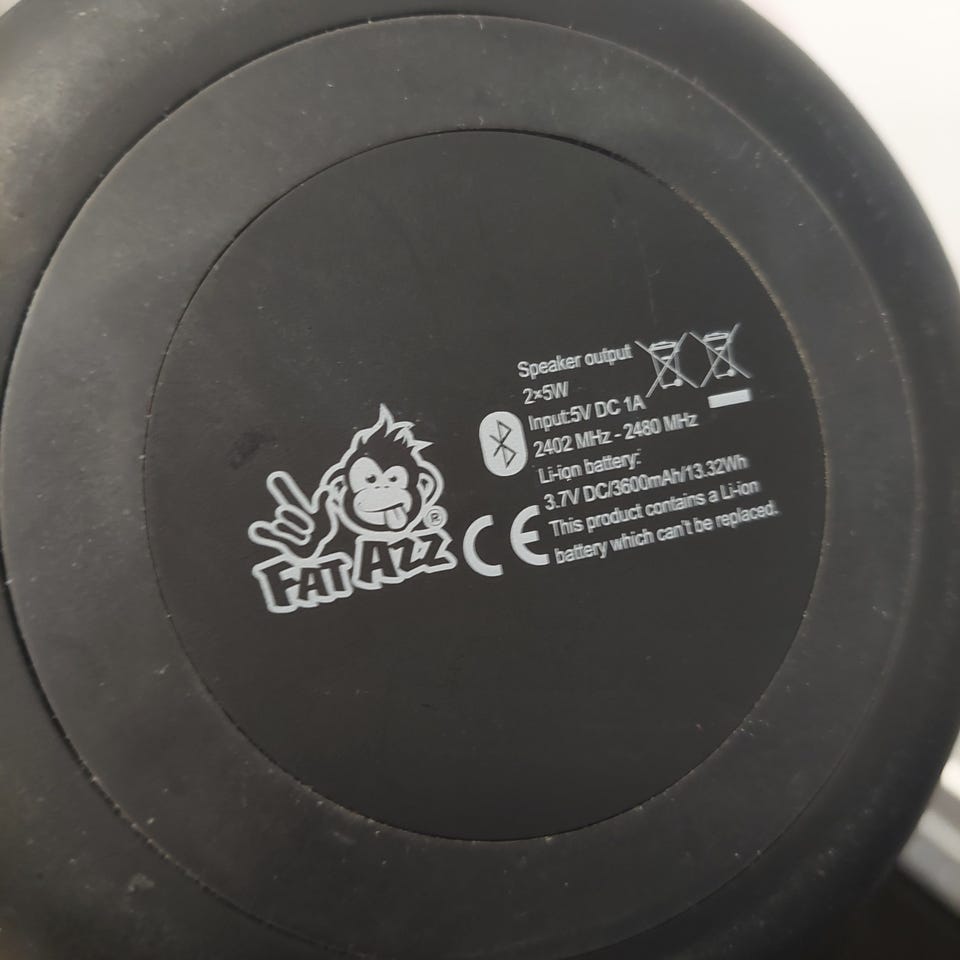 Speaker output
2×5W
Input:5V DC 1A
2402 MHz - 2480 MHz
Li-ion battery:
3.7V DC/3600mAh/13.32Wh
This product contains a Li-ion
battery which can't be replaced.
CE
FAT AZZ®